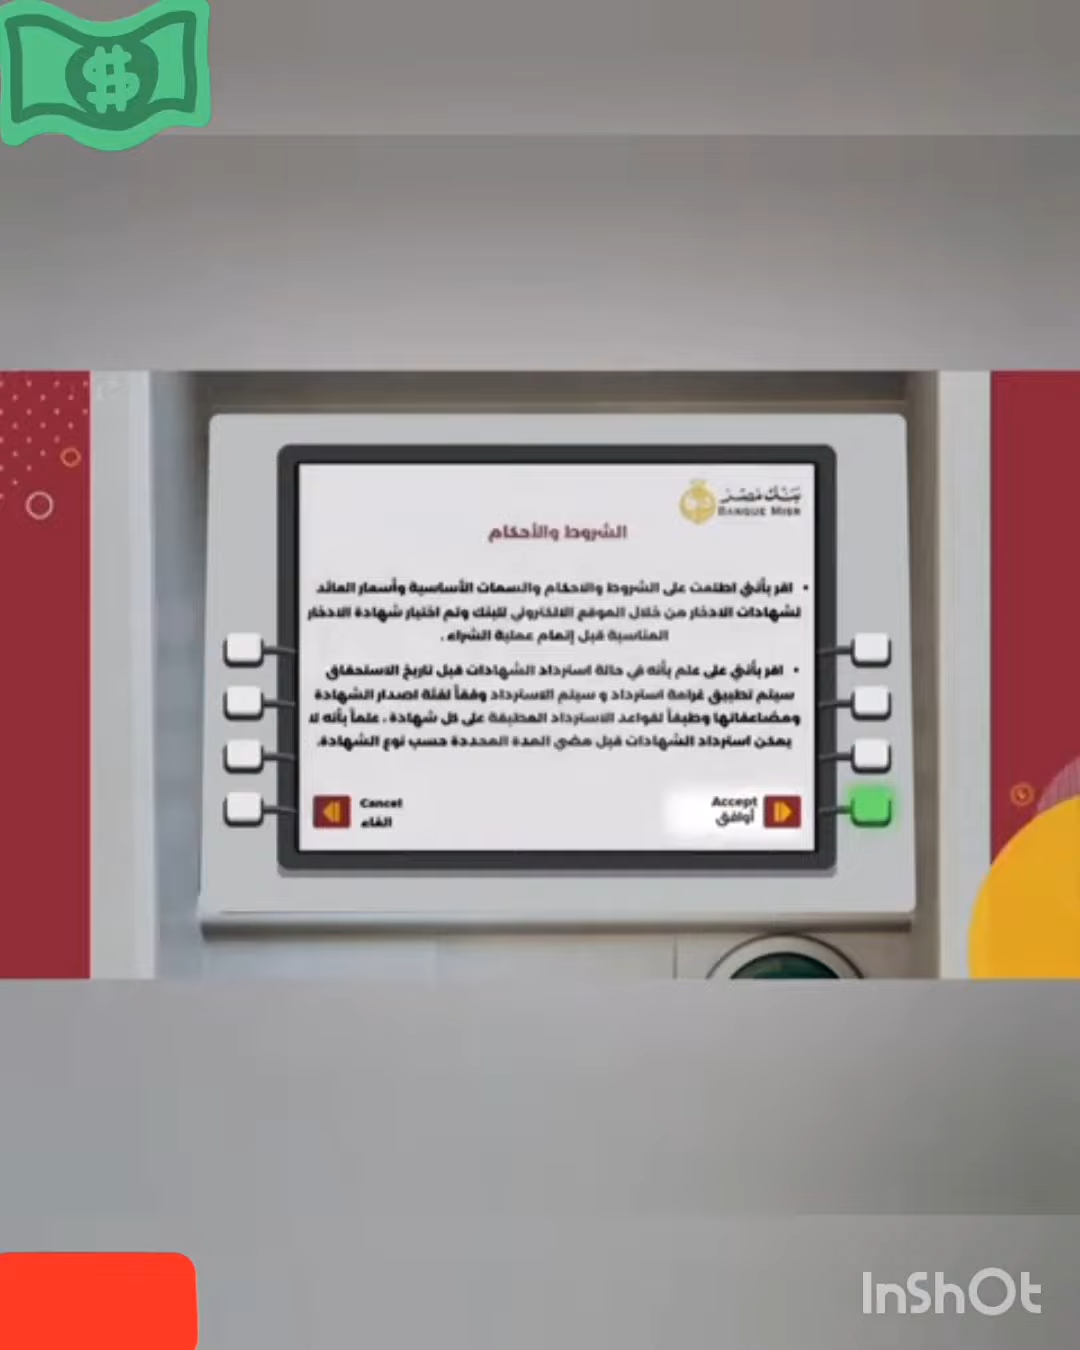 $
بنك مصر
BANQUE MISR
الشروط والأحكام
• اقر بأنني اطلعت على الشروط والاحكام والسمات الأساسية وأسعار العائد
لشهادات الادخار من خلال الموقع الالكتروني للبنك وتم اختيار شهادة الادخار
المناسبة قبل إتمام عملية الشراء .
• اقر بأنني على علم بأنه في حالة استرداد الشهادات قبل تاريخ الاستحقاق
سيتم تطبيق غرامة استرداد و سيتم الاسترداد وفقاً لفئة اصدار الشهادة
ومضاعفاتها وطبقاً لقواعد الاسترداد المطبقة على كل شهادة ، علماً بأنه لا
يمكن استرداد الشهادات قبل مضي المدة المحددة حسب نوع الشهادة.
Accept
أوافق
Cancel
الغاء
InShOt